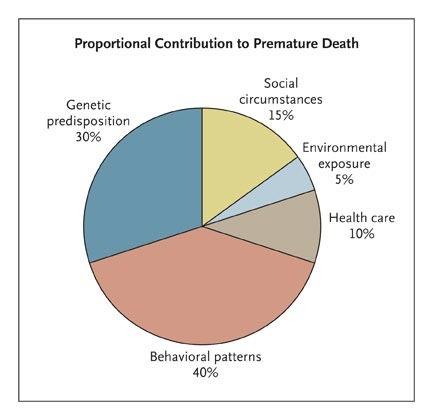 Proportional Contribution to Premature Death
Social
circumstances
15%
Genetic
predisposition
30%
Environmental
exposure
5%
Health care
10%
Behavioral patterns
40%